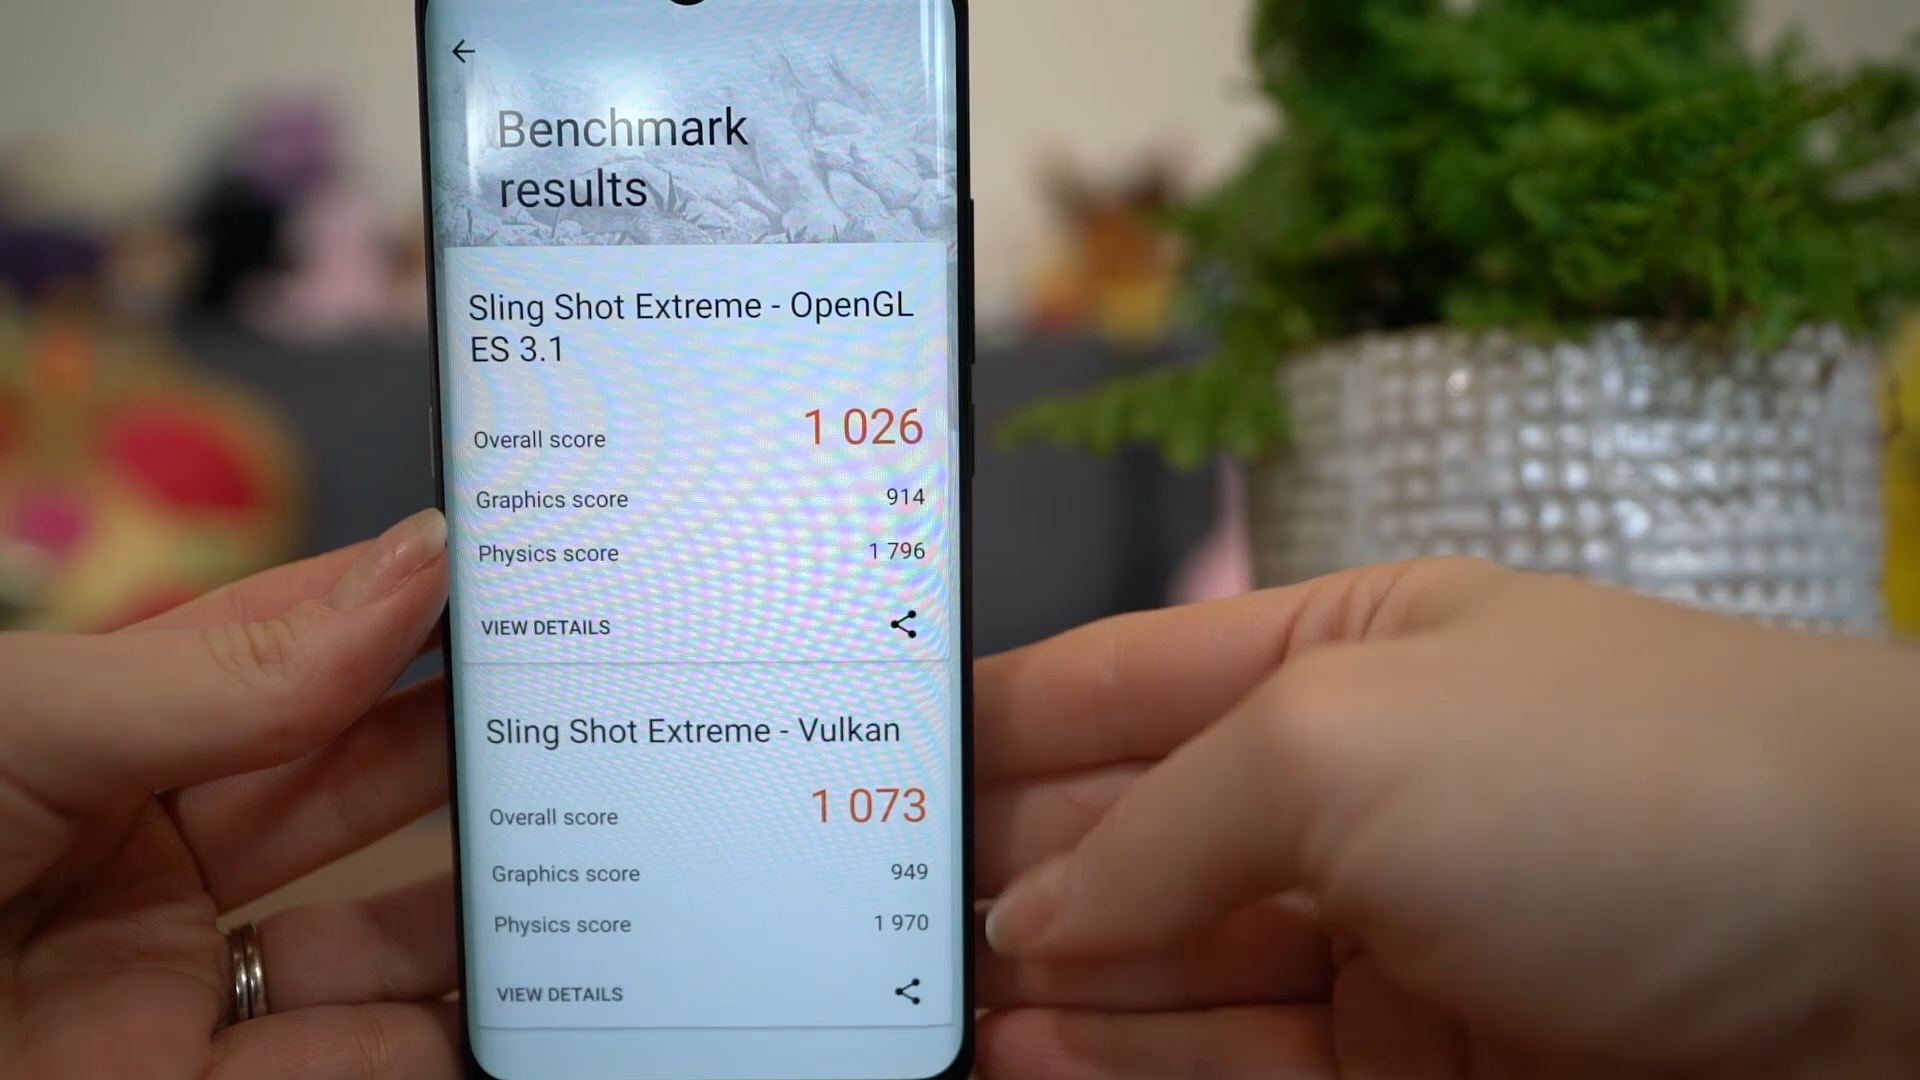 Benchmark
results
Sling Shot Extreme - OpenGL
ES 3.1
Overall score 1 026
Graphics score 914
Physics score 1 796
VIEW DETAILS
Sling Shot Extreme - Vulkan
Overall score 1 073
Graphics score 949
Physics score 1 970
VIEW DETAILS